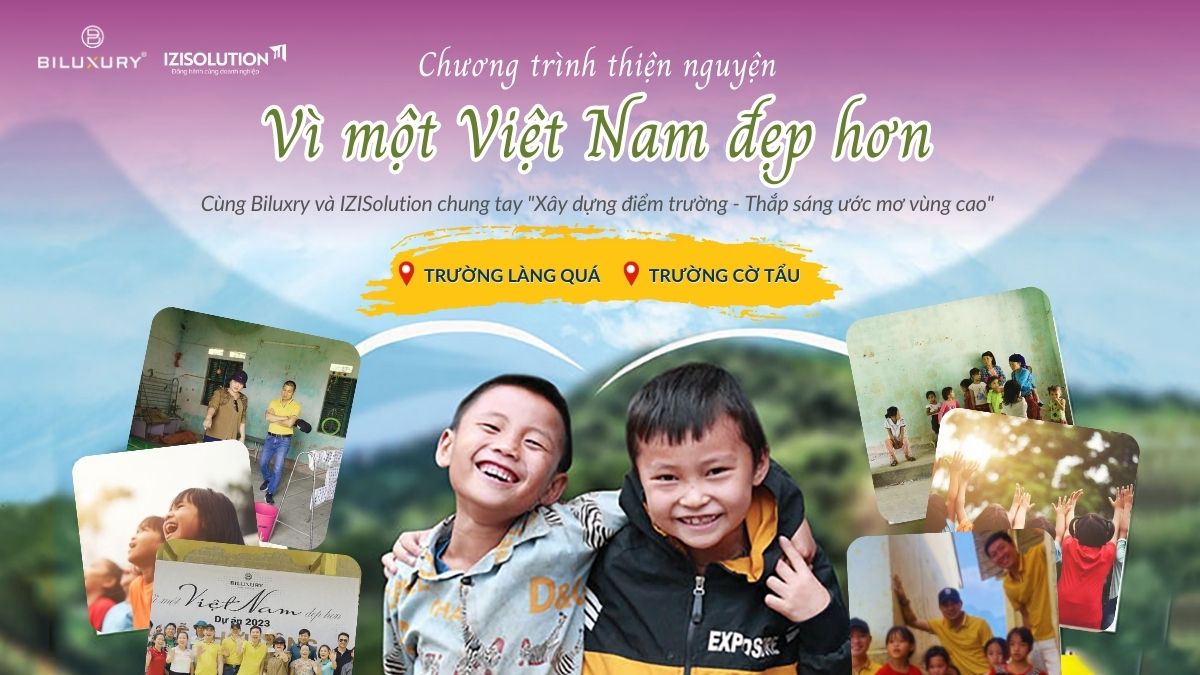 BILUXURY
IZISOLUTION
Đồng hành cùng doanh nghiệp
Chương trình thiện nguyện
Vì một Việt Nam đẹp hơn
Cùng Biluxry và IZISolution chung tay "Xây dựng điểm trường - Thắp sáng ước mơ vùng cao"
TRƯỜNG LÀNG QUÁ TRƯỜNG CỜ TẨU
BILUXURY
Vì một Việt Nam đẹp hơn
Dự án 2023
D&G
EXPOSURE